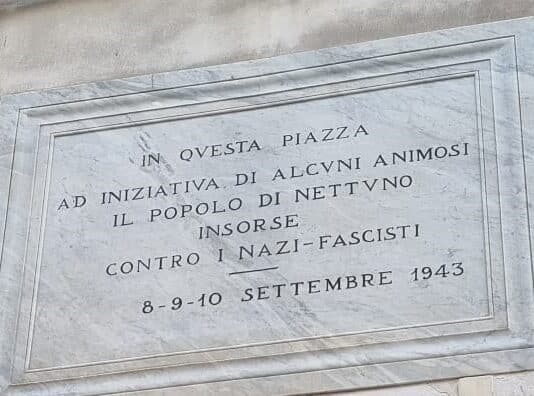 IN QVESTA PIAZZA
AD INIZIATIVA DI ALCVNI ANIMOSI
IL POPOLO DI NETTVNO
INSORSE
CONTRO I NAZI-FASCISTI
8-9-10 SETTEMBRE 1943